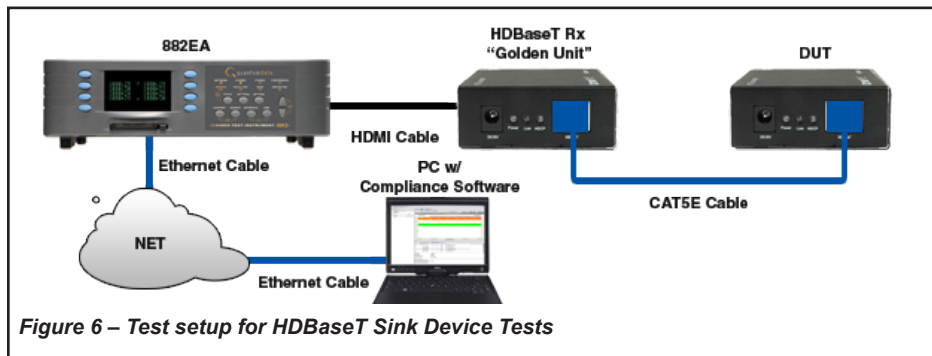 882EA
HDBaseT Rx
“Golden Unit”
DUT
quantumdata
HDMI Cable
Ethernet Cable
PC w/
Compliance Software
CAT5E Cable
NET
Ethernet Cable
Figure 6 – Test setup for HDBaseT Sink Device Tests